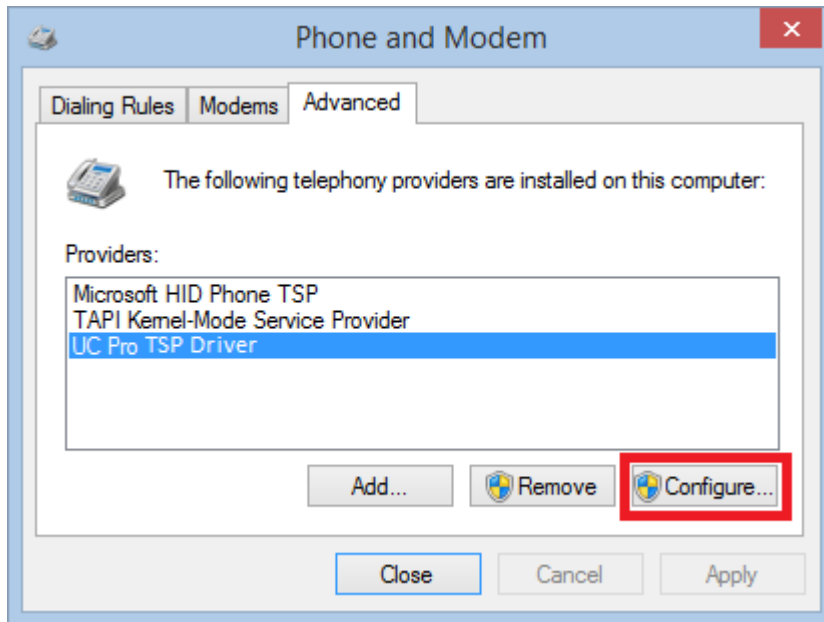 Phone and Modem
Dialing Rules Modems Advanced
The following telephony providers are installed on this computer:
Providers:
Microsoft HID Phone TSP
TAPI Kernel-Mode Service Provider
UC Pro TSP Driver
Add... Remove Configure...
Close Cancel Apply